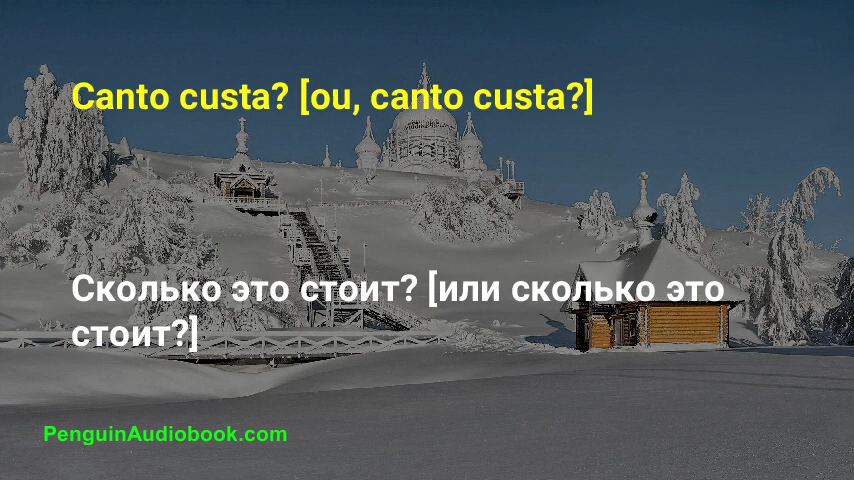 Canto custa? [ou, canto custa?]
Сколько это стоит? [или сколько это
стоит?]
PenguinAudiobook.com